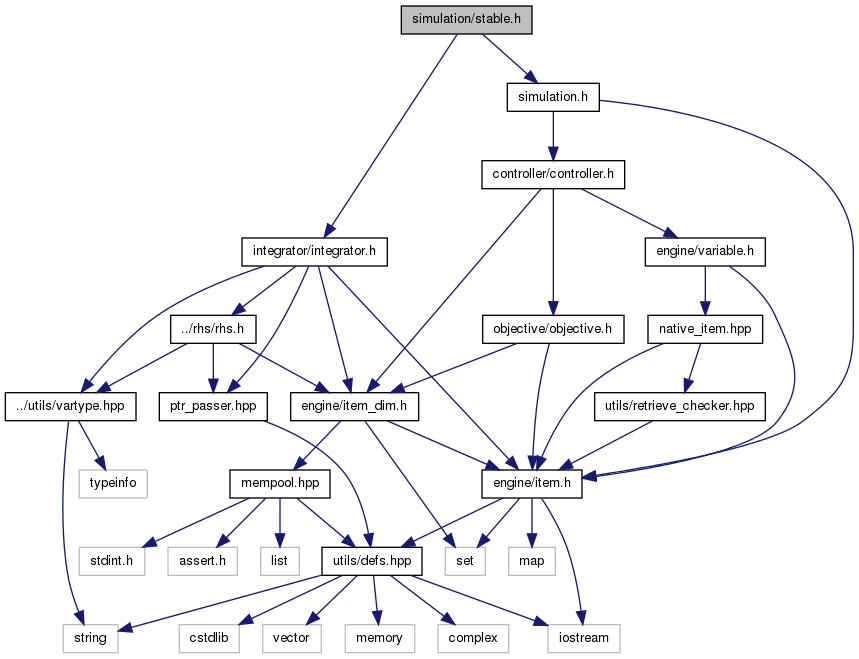 simulation/stable.h
simulation.h
controller/controller.h
integrator/integrator.h
engine/variable.h
../rhs/rhs.h
objective/objective.h
native_item.hpp
../utils/vartype.hpp
ptr_passer.hpp
engine/item_dim.h
utils/retrieve_checker.hpp
typeinfo
mempool.hpp
engine/item.h
stdint.h
assert.h
list
utils/defs.hpp
set
map
string
cstdlib
vector
memory
complex
iostream